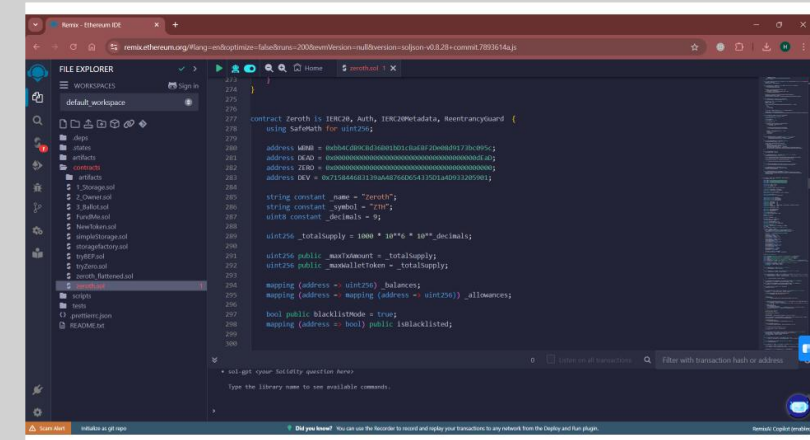 Remix - Ethereum IDE
remix.ethereum.org/#lang=en&optimize=false&runs=200&evmVersion=null&version=soljson-v0.8.28+commit.7893614a.js
FILE EXPLORER
WORKSPACES
Sign in
default_workspace
.deps
.states
artifacts
contracts
artifacts
1_Storage.sol
2_Owner.sol
3_Ballot.sol
FundMe.sol
NewToken.sol
simpleStorage.sol
storagefactory.sol
tryBEP.sol
tryZero.sol
zeroth_flattened.sol
zeroth.sol 1
scripts
tests
.prettierrc.json
README.txt
Home
zeroth.sol 1
273 }
274 }
275
276
277 contract Zeroth is IERC20, Auth, IERC20Metadata, ReentrancyGuard {
278 using SafeMath for uint256;
279
280 address WBNB =
281 address DEAD =
282 address ZERO =
283 address DEV =
284
285 string constant _name = "Zeroth";
286 string constant _symbol = "ZTH";
287 uint8 constant _decimals = 9;
288
289 uint256 _totalSupply = 1000 * 10**6 * 10**_decimals;
290
291 uint256 public _maxTxAmount = _totalSupply;
292 uint256 public _maxWalletToken = _totalSupply;
293
294 mapping (address => uint256) _balances;
295 mapping (address => mapping (address => uint256)) _allowances;
296
297 bool public blacklistMode = true;
298 mapping (address => bool) public isBlacklisted;
299
300
0
Listen on all transactions
Filter with transaction hash or address
• sol-gpt <your Solidity question here>
Type the library name to see available commands.
>
Scam Alert
Initialize as git repo
Did you know? You can use the Recorder to record and replay your transactions to any network from the Deploy and Run plugin.
RemixAI Copilot (enabled